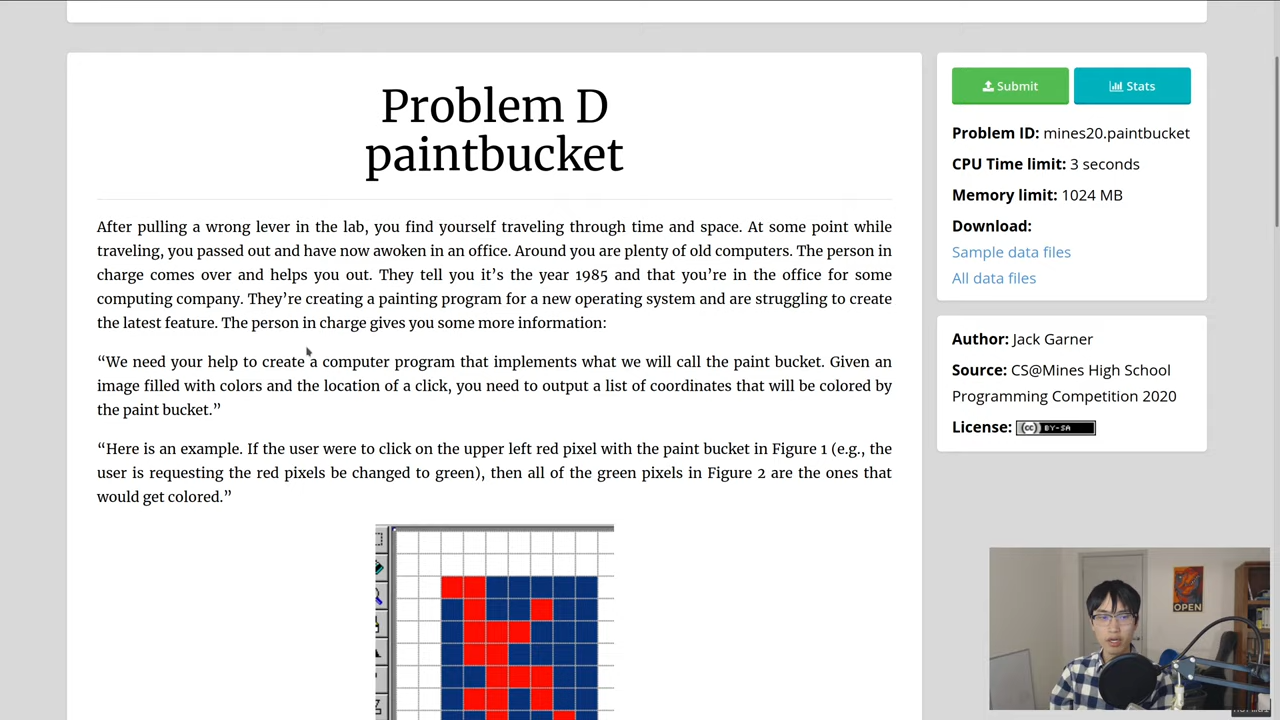 Problem D
paintbucket
After pulling a wrong lever in the lab, you find yourself traveling through time and space. At some point while
traveling, you passed out and have now awoken in an office. Around you are plenty of old computers. The person in
charge comes over and helps you out. They tell you it’s the year 1985 and that you’re in the office for some
computing company. They’re creating a painting program for a new operating system and are struggling to create
the latest feature. The person in charge gives you some more information:
“We need your help to create a computer program that implements what we will call the paint bucket. Given an
image filled with colors and the location of a click, you need to output a list of coordinates that will be colored by
the paint bucket.”
“Here is an example. If the user were to click on the upper left red pixel with the paint bucket in Figure 1 (e.g., the
user is requesting the red pixels be changed to green), then all of the green pixels in Figure 2 are the ones that
would get colored.”
Submit
Stats
Problem ID: mines20.paintbucket
CPU Time limit: 3 seconds
Memory limit: 1024 MB
Download:
Sample data files
All data files
Author: Jack Garner
Source: CS@Mines High School
Programming Competition 2020
License: cc BY-SA
OPEN